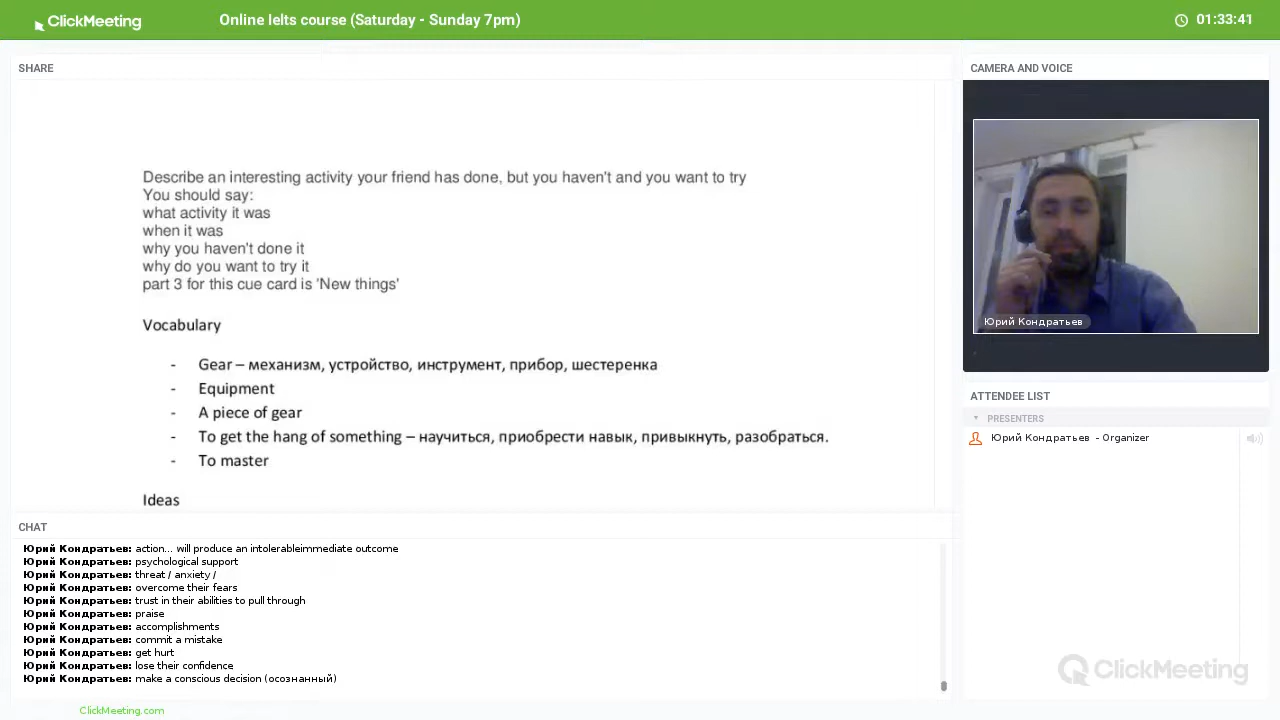 ClickMeeting
Online Ielts course (Saturday - Sunday 7pm)
01:33:41
SHARE
Describe an interesting activity your friend has done, but you haven't and you want to try
You should say:
what activity it was
when it was
why you haven't done it
why do you want to try it
part 3 for this cue card is 'New things'
Vocabulary
- Gear – механизм, устройство, инструмент, прибор, шестеренка
- Equipment
- A piece of gear
- To get the hang of something – научиться, приобрести навык, привыкнуть, разобраться.
- To master
Ideas
CHAT
Юрий Кондратьев: action... will produce an intolerableimmediate outcome
Юрий Кондратьев: psychological support
Юрий Кондратьев: threat / anxiety /
Юрий Кондратьев: overcome their fears
Юрий Кондратьев: trust in their abilities to pull through
Юрий Кондратьев: praise
Юрий Кондратьев: accomplishments
Юрий Кондратьев: commit a mistake
Юрий Кондратьев: get hurt
Юрий Кондратьев: lose their confidence
Юрий Кондратьев: make a conscious decision (осознанный)
ClickMeeting.com
CAMERA AND VOICE
Юрий Кондратьев
ATTENDEE LIST
PRESENTERS
Юрий Кондратьев - Organizer
ClickMeeting